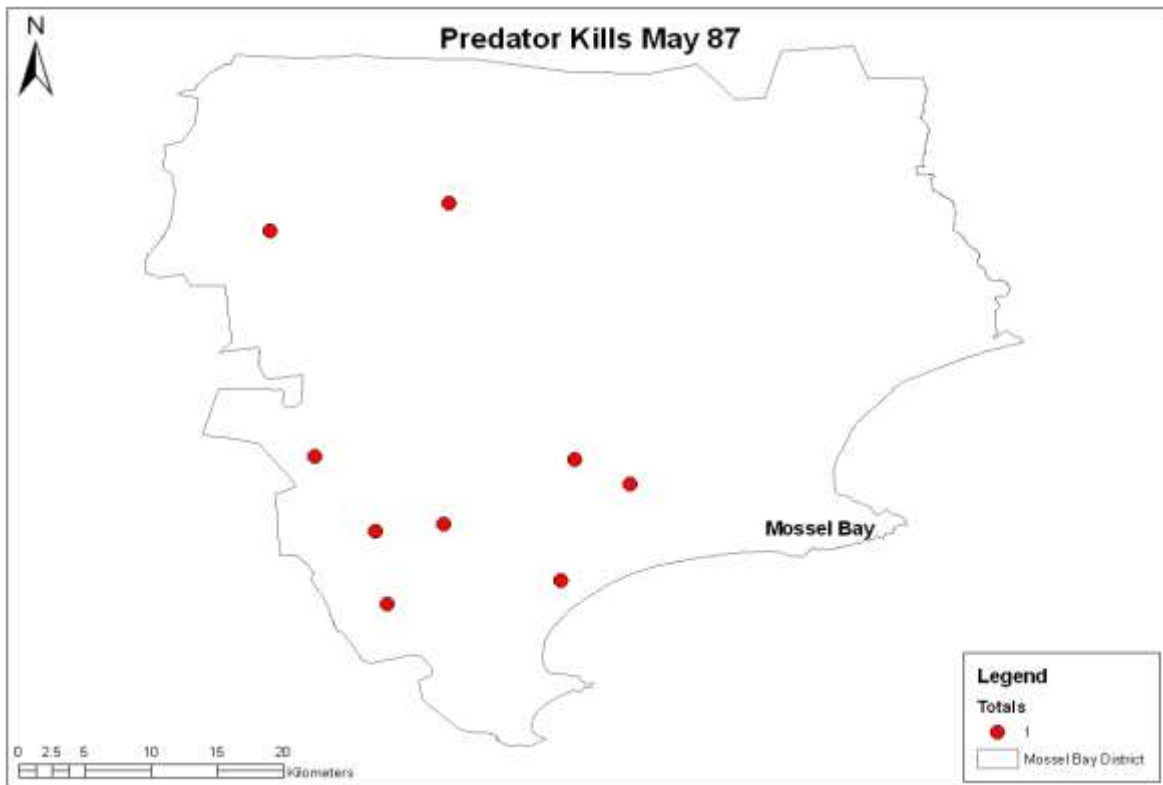 N
Predator Kills May 87
Mossel Bay
Legend
Totals
1
Mossel Bay District
0 2.5 5 10 15 20
Kilometers